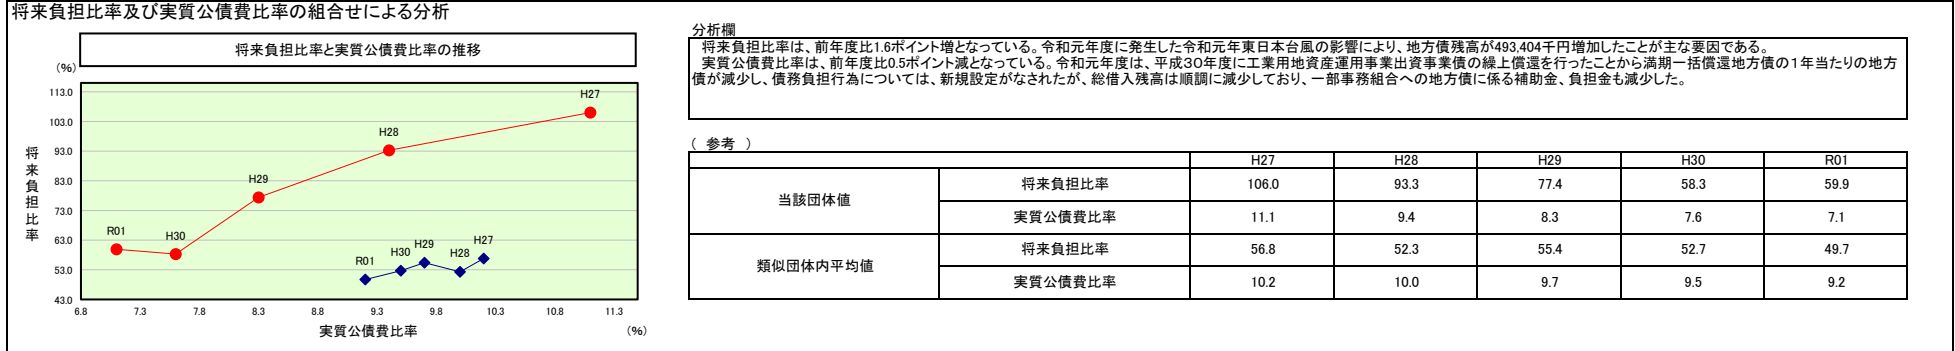 将来負担比率及び実質公債費比率の組合せによる分析
将来負担比率と実質公債費比率の推移
(%)
113.0
103.0
93.0
83.0
73.0
63.0
53.0
43.0
将来負担比率
H27
H28
H29
R01
H30
R01
H30
H29
H28
H27
6.8 7.3 7.8 8.3 8.8 9.3 9.8 10.3 10.8 11.3
実質公債費比率
(%)
分析欄
将来負担比率は、前年度比1.6ポイント増となっている。令和元年度に発生した令和元年東日本台風の影響により、地方債残高が493,404千円増加したことが主な要因である。
実質公債費比率は、前年度比0.5ポイント減となっている。令和元年度は、平成30年度に工業用地資産運用事業出資事業債の繰上償還を行ったことから満期一括償還地方債の1年当たりの地方
債が減少し、債務負担行為については、新規設定がなされたが、総借入残高は順調に減少しており、一部事務組合への地方債に係る補助金、負担金も減少した。
( 参考 )
H27 H28 H29 H30 R01
当該団体値
将来負担比率 106.0 93.3 77.4 58.3 59.9
実質公債費比率 11.1 9.4 8.3 7.6 7.1
類似団体内平均値
将来負担比率 56.8 52.3 55.4 52.7 49.7
実質公債費比率 10.2 10.0 9.7 9.5 9.2